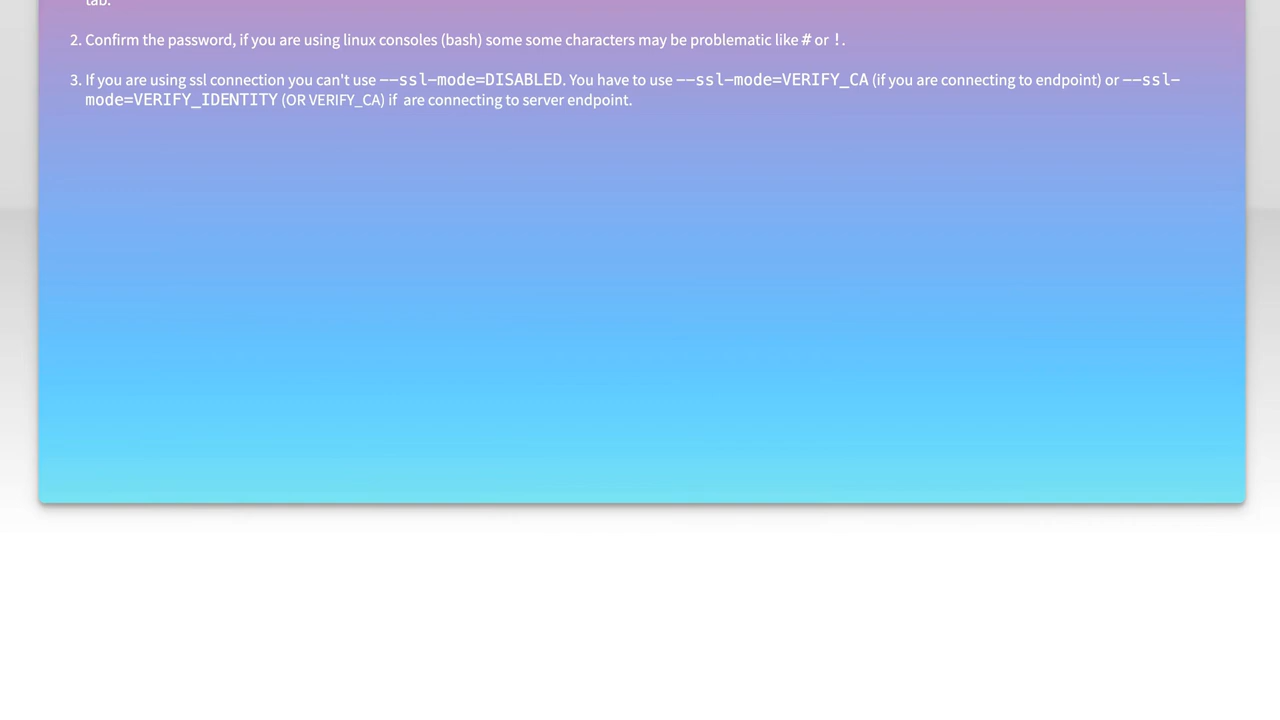 tab.
2. Confirm the password, if you are using linux consoles (bash) some some characters may be problematic like # or !.
3. If you are using ssl connection you can't use --ssl-mode=DISABLED. You have to use --ssl-mode=VERIFY_CA (if you are connecting to endpoint) or --ssl-
mode=VERIFY_IDENTITY (OR VERIFY_CA) if  are connecting to server endpoint.